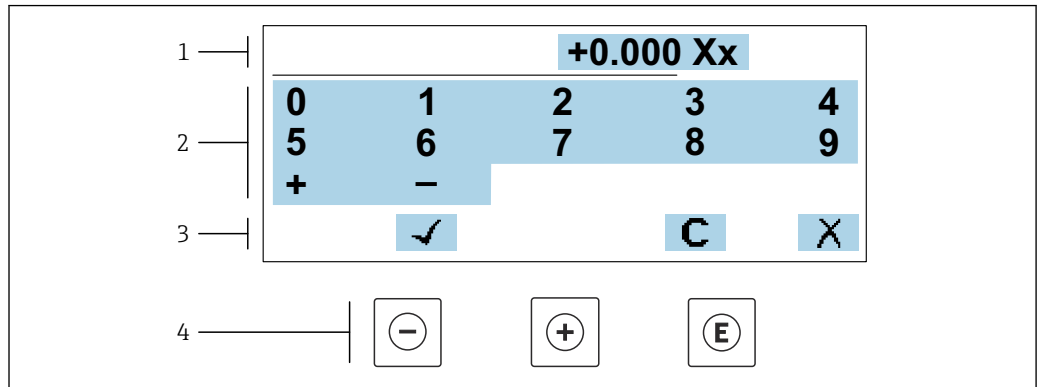 1 +0.000 Xx
0 1 2 3 4
2 5 6 7 8 9
+ −
3 ✓ C X
4 − + E